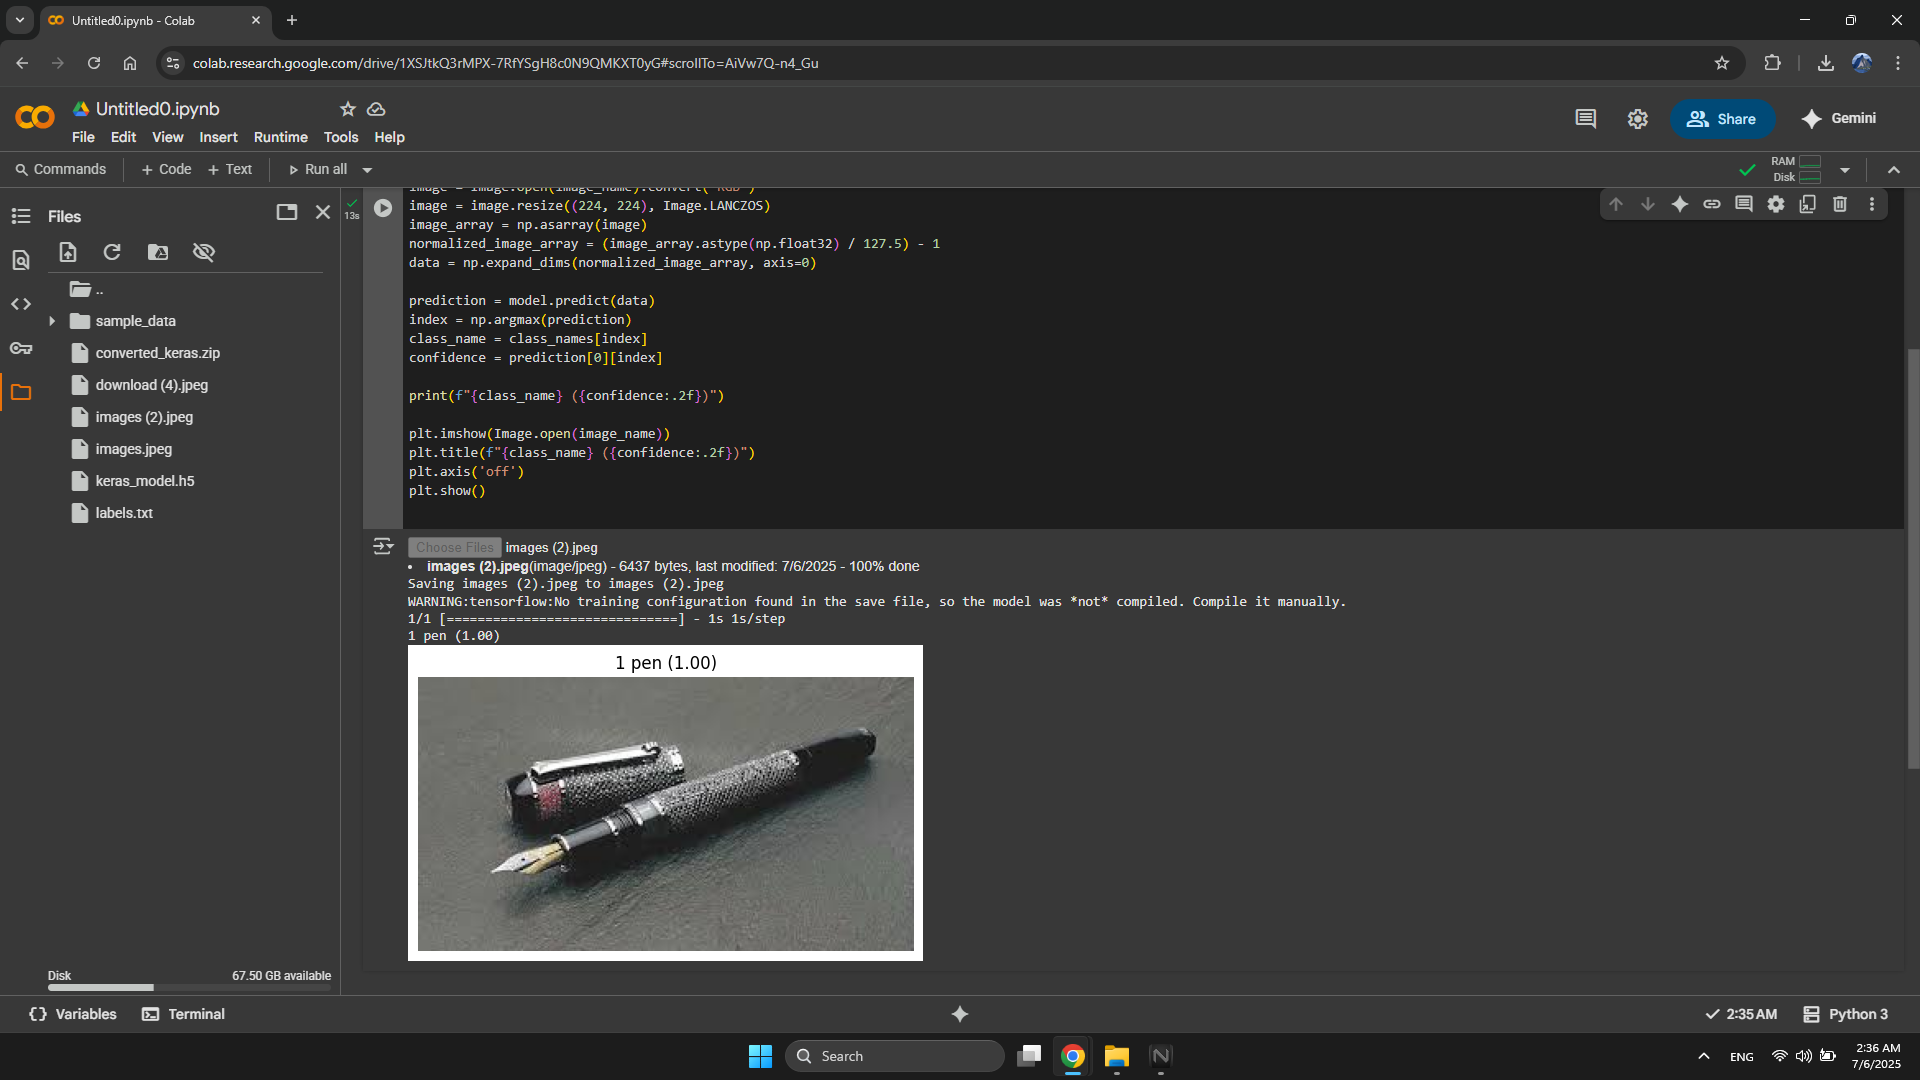 Untitled0.ipynb - Colab
colab.research.google.com/drive/1XSJtkQ3rMPX-7RfYSgH8c0N9QMKXT0yG#scrollTo=AiVw7Q-n4_Gu
Untitled0.ipynb
File Edit View Insert Runtime Tools Help
Share
Gemini
Commands + Code + Text Run all
RAM
Disk
Files
..
sample_data
converted_keras.zip
download (4).jpeg
images (2).jpeg
images.jpeg
keras_model.h5
labels.txt
Disk 67.50 GB available
13s
image = Image.open(image_name).convert("RGB")
image = image.resize((224, 224), Image.LANCZOS)
image_array = np.asarray(image)
normalized_image_array = (image_array.astype(np.float32) / 127.5) - 1
data = np.expand_dims(normalized_image_array, axis=0)
prediction = model.predict(data)
index = np.argmax(prediction)
class_name = class_names[index]
confidence = prediction[0][index]
print(f"{class_name} ({confidence:.2f})")
plt.imshow(Image.open(image_name))
plt.title(f"{class_name} ({confidence:.2f})")
plt.axis('off')
plt.show()
Choose Files images (2).jpeg
• images (2).jpeg(image/jpeg) - 6437 bytes, last modified: 7/6/2025 - 100% done
Saving images (2).jpeg to images (2).jpeg
WARNING:tensorflow:No training configuration found in the save file, so the model was *not* compiled. Compile it manually.
1/1 [==============================] - 1s 1s/step
1 pen (1.00)
1 pen (1.00)
Variables Terminal
2:35 AM Python 3
Search
ENG
2:36 AM
7/6/2025